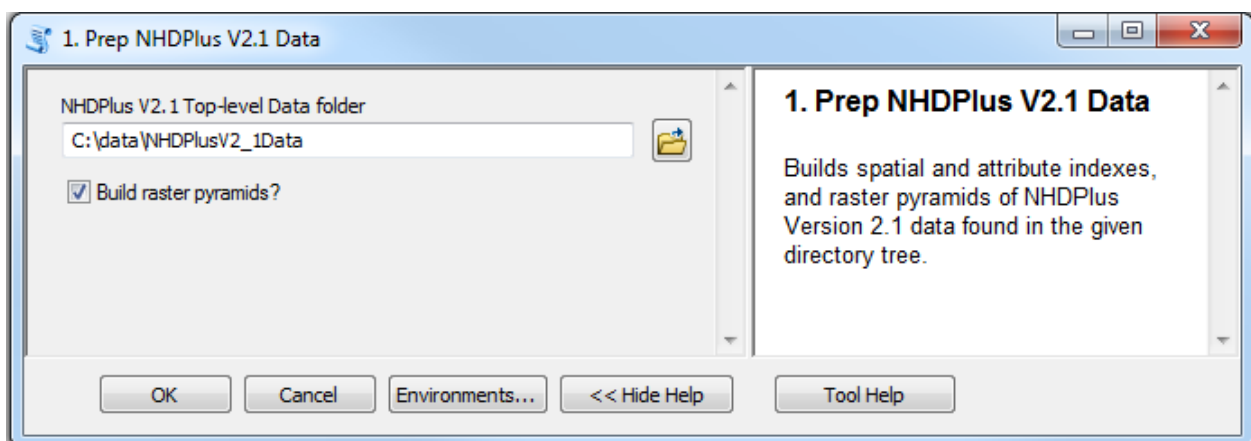 1. Prep NHDPlus V2.1 Data
NHDPlus V2.1 Top-level Data folder
C:\data\NHDPlusV2_1Data
Build raster pyramids?
1. Prep NHDPlus V2.1 Data
Builds spatial and attribute indexes,
and raster pyramids of NHDPlus
Version 2.1 data found in the given
directory tree.
OK
Cancel
Environments...
<< Hide Help
Tool Help